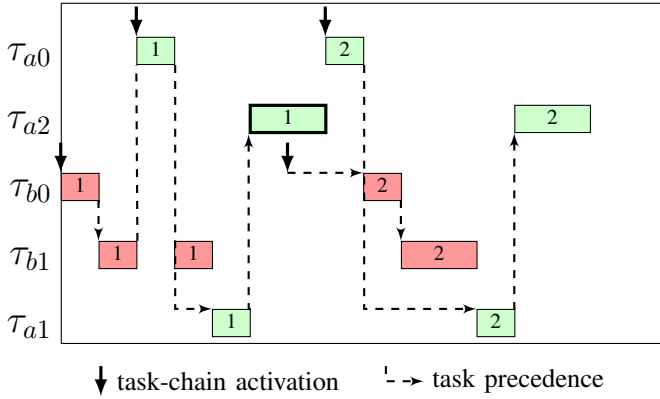 τa0 1 2
τa2 1 2
τb0 1 2
τb1 1 1 2
τa1 1 2
task-chain activation task precedence